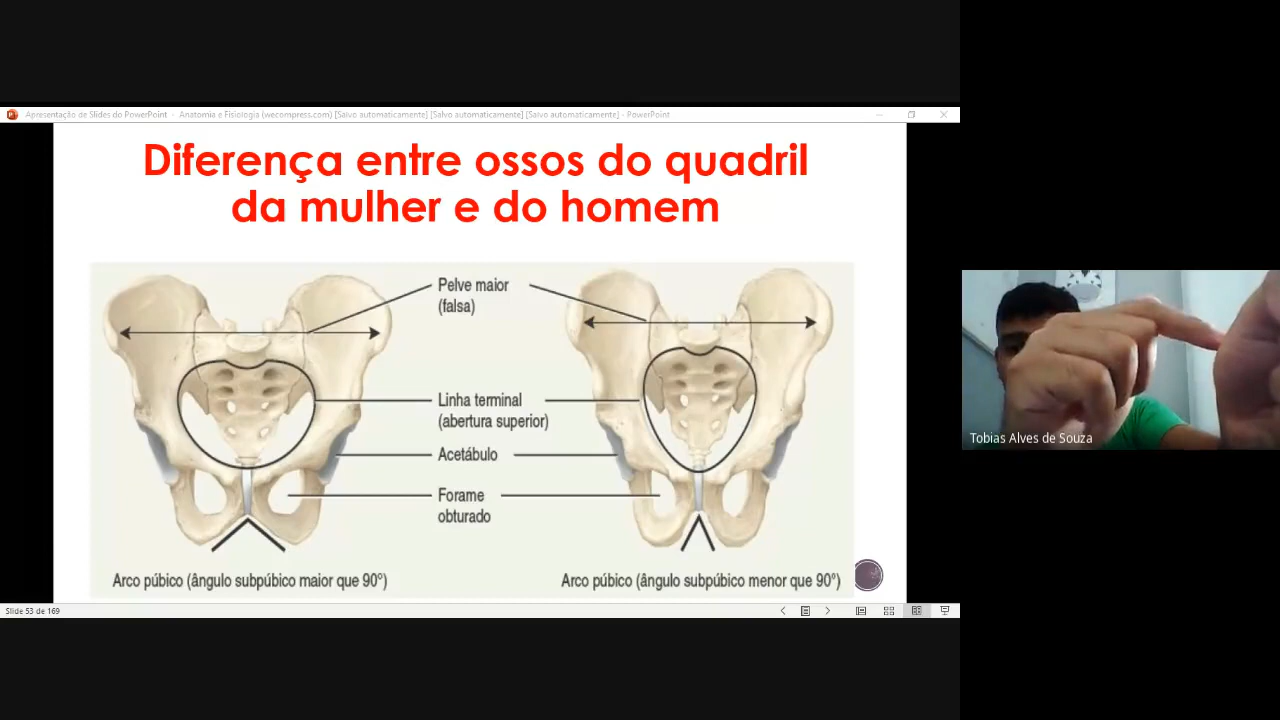 Apresentação de Slides do PowerPoint - Anatomia e Fisiologia (wecompress.com) [Salvo automaticamente] [Salvo automaticamente] [Salvo automaticamente] - PowerPoint
Diferença entre ossos do quadril
da mulher e do homem
Pelve maior
(falsa)
Linha terminal
(abertura superior)
Acetábulo
Forame
obturado
Arco púbico (ângulo subpúbico maior que 90°)
Arco púbico (ângulo subpúbico menor que 90°)
Slide 53 de 169
Tobias Alves de Souza